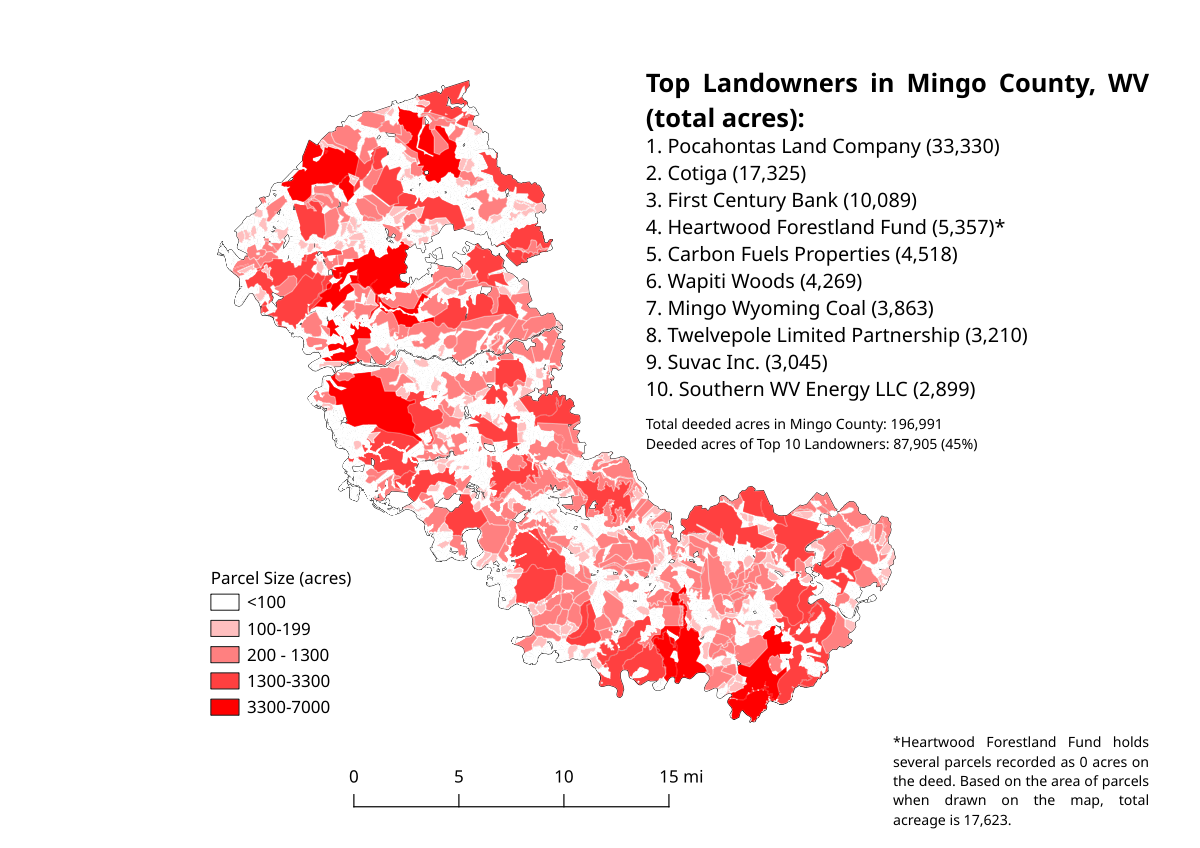 Top Landowners in Mingo County, WV
(total acres):
1. Pocahontas Land Company (33,330)
2. Cotiga (17,325)
3. First Century Bank (10,089)
4. Heartwood Forestland Fund (5,357)*
5. Carbon Fuels Properties (4,518)
6. Wapiti Woods (4,269)
7. Mingo Wyoming Coal (3,863)
8. Twelvepole Limited Partnership (3,210)
9. Suvac Inc. (3,045)
10. Southern WV Energy LLC (2,899)
Total deeded acres in Mingo County: 196,991
Deeded acres of Top 10 Landowners: 87,905 (45%)
Parcel Size (acres)
<100
100-199
200 - 1300
1300-3300
3300-7000
0 5 10 15 mi
*Heartwood Forestland Fund holds
several parcels recorded as 0 acres on
the deed. Based on the area of parcels
when drawn on the map, total
acreage is 17,623.